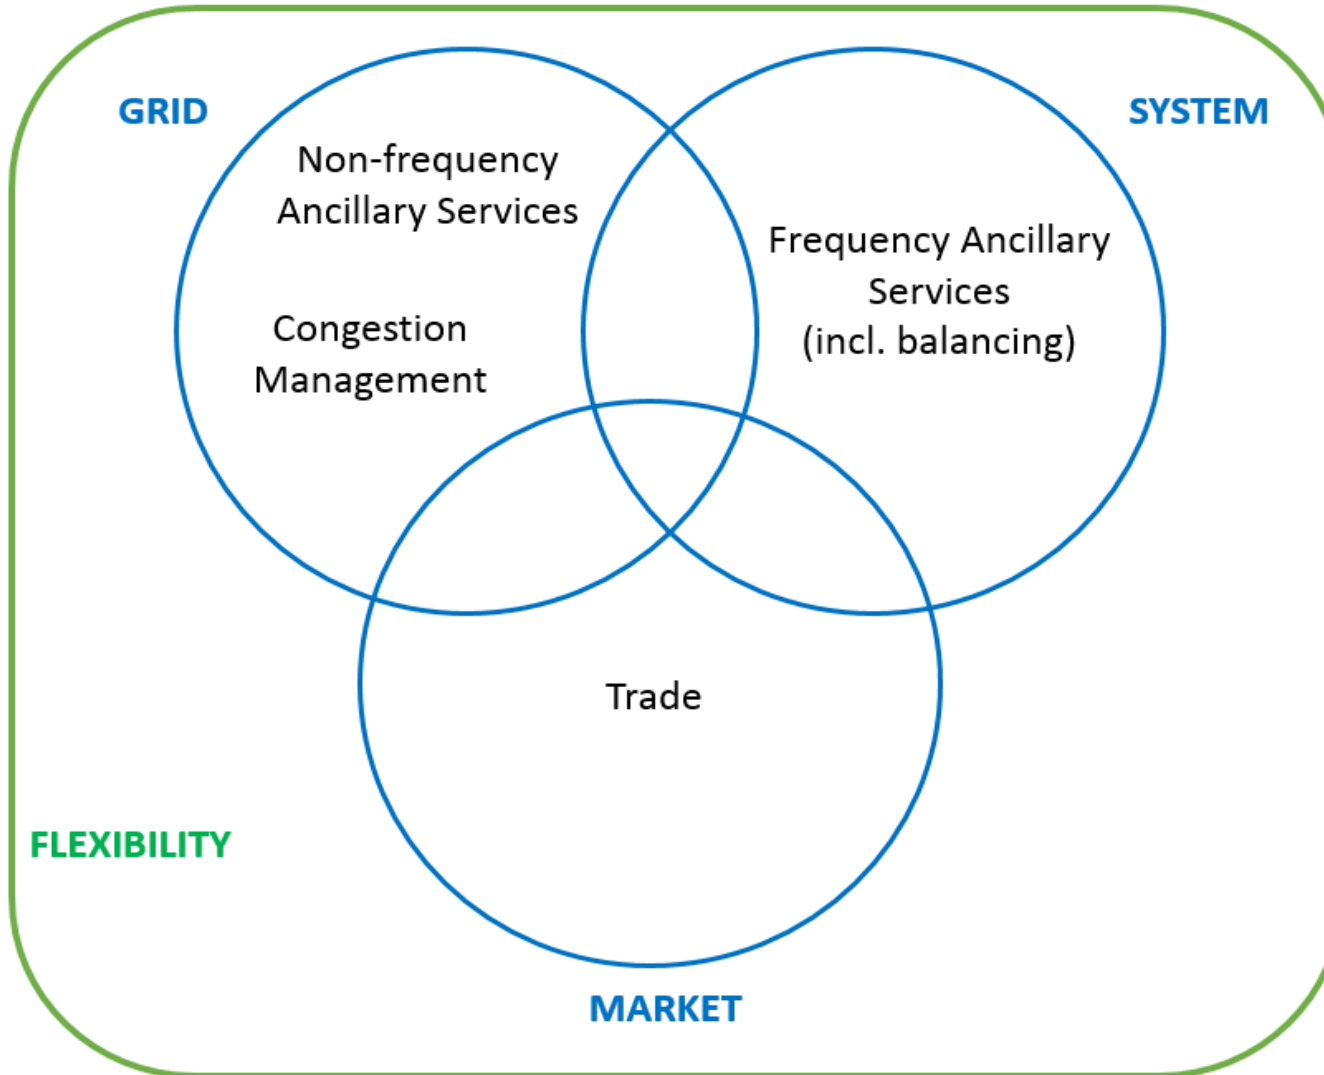 GRID
SYSTEM
Non-frequency
Ancillary Services
Frequency Ancillary
Services
(incl. balancing)
Congestion
Management
Trade
FLEXIBILITY
MARKET